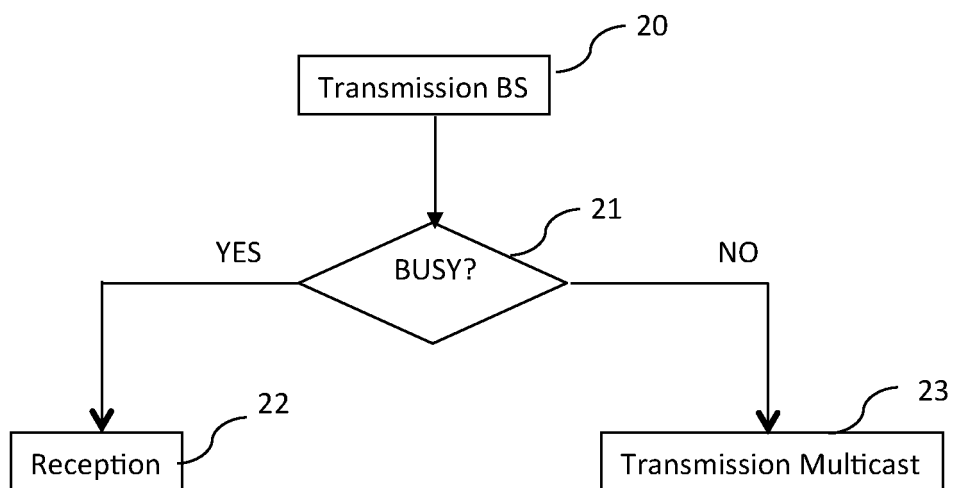 20
Transmission BS
21
YES
BUSY?
NO
22
23
Reception
Transmission Multicast